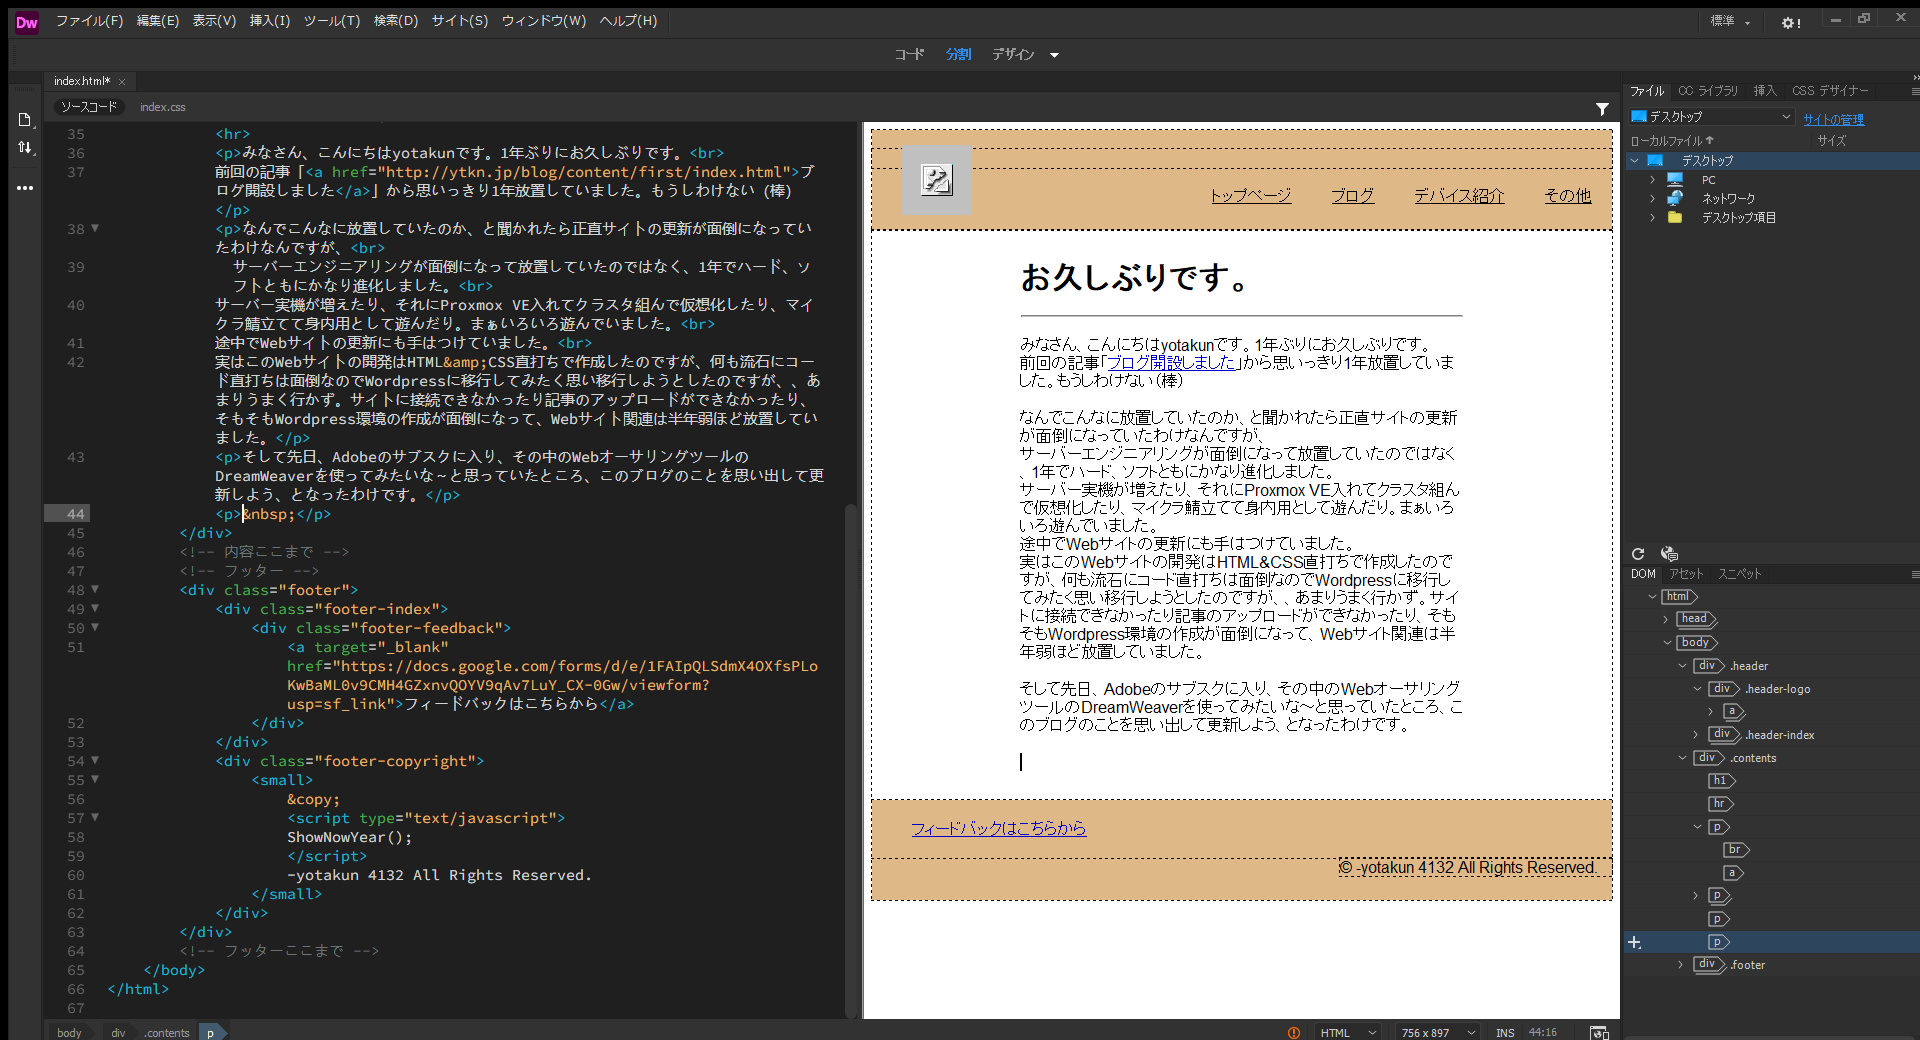 Dw ファイル(F) 編集(E) 表示(V) 挿入(I) ツール(T) 検索(D) サイト(S) ウィンドウ(W) ヘルプ(H) 標準
コード 分割 デザイン
index.html* ×
ソースコード index.css
35 <hr>
36 <p>みなさん、こんにちはyotakunです。1年ぶりにお久しぶりです。<br>
37 前回の記事「<a href="http://ytkn.jp/blog/content/first/index.html">ブ
ログ開設しました</a>」から思いっきり1年放置していました。もうしわけない（棒）
</p>
38 <p>なんでこんなに放置していたのか、と聞かれたら正直サイトの更新が面倒になってい
たわけなんですが、<br>
39 サーバーエンジニアリングが面倒になって放置していたのではなく、1年でハード、ソ
フトともにかなり進化しました。<br>
40 サーバー実機が増えたり、それにProxmox VE入れてクラスタ組んで仮想化したり、マイ
クラ鯖立てて身内用として遊んだり。まぁいろいろ遊んでいました。<br>
41 途中でWebサイトの更新にも手はつけていました。<br>
42 実はこのWebサイトの開発はHTML&amp;CSS直打ちで作成したのですが、何も流石にコー
ド直打ちは面倒なのでWordpressに移行してみたく思い移行しようとしたのですが、、あ
まりうまく行かず。サイトに接続できなかったり記事のアップロードができなかったり、
そもそもWordpress環境の作成が面倒になって、Webサイト関連は半年弱ほど放置してい
ました。</p>
43 <p>そして先日、Adobeのサブスクに入り、その中のWebオーサリングツールの
DreamWeaverを使ってみたいな～と思っていたところ、このブログのことを思い出して更
新しよう、となったわけです。</p>
44 <p>&nbsp;</p>
45 </div>
46 <!-- 内容ここまで -->
47 <!-- フッター -->
48 <div class="footer">
49 <div class="footer-index">
50 <div class="footer-feedback">
51 <a target="_blank"
href="https://docs.google.com/forms/d/e/1FAIpQLSdmX4OXfsPLo
KwBaML0v9CMH4GZxnvQOYV9qAv7LuY_CX-0Gw/viewform?
usp=sf_link">フィードバックはこちらから</a>
52 </div>
53 </div>
54 <div class="footer-copyright">
55 <small>
56 &copy;
57 <script type="text/javascript">
58 ShowNowYear();
59 </script>
60 -yotakun 4132 All Rights Reserved.
61 </small>
62 </div>
63 </div>
64 <!-- フッターここまで -->
65 </body>
66 </html>
67
body div .contents p
トップページ ブログ デバイス紹介 その他
お久しぶりです。
みなさん、こんにちはyotakunです。1年ぶりにお久しぶりです。
前回の記事「ブログ開設しました」から思いっきり1年放置していま
した。もうしわけない（棒）
なんでこんなに放置していたのか、と聞かれたら正直サイトの更新
が面倒になっていたわけなんですが、
サーバーエンジニアリングが面倒になって放置していたのではなく
、1年でハード、ソフトともにかなり進化しました。
サーバー実機が増えたり、それにProxmox VE入れてクラスタ組ん
で仮想化したり、マイクラ鯖立てて身内用として遊んだり。まぁいろ
いろ遊んでいました。
途中でWebサイトの更新にも手はつけていました。
実はこのWebサイトの開発はHTML&CSS直打ちで作成したので
すが、何も流石にコード直打ちは面倒なのでWordpressに移行し
てみたく思い移行しようとしたのですが、、あまりうまく行かず。サイ
トに接続できなかったり記事のアップロードができなかったり、そも
そもWordpress環境の作成が面倒になって、Webサイト関連は半
年弱ほど放置していました。
そして先日、Adobeのサブスクに入り、その中のWebオーサリング
ツールのDreamWeaverを使ってみたいな～と思っていたところ、こ
のブログのことを思い出して更新しよう、となったわけです。
フィードバックはこちらから
© -yotakun 4132 All Rights Reserved.
HTML 756 x 897 INS 44:16
ファイル CC ライブラリ 挿入 CSS デザイナー
デスクトップ サイトの管理
ローカルファイル↑ サイズ
デスクトップ
PC
ネットワーク
デスクトップ項目
DOM アセット スニペット
html
head
body
div .header
div .header-logo
a
div .header-index
div .contents
h1
hr
p
br
a
p
p
p
div .footer